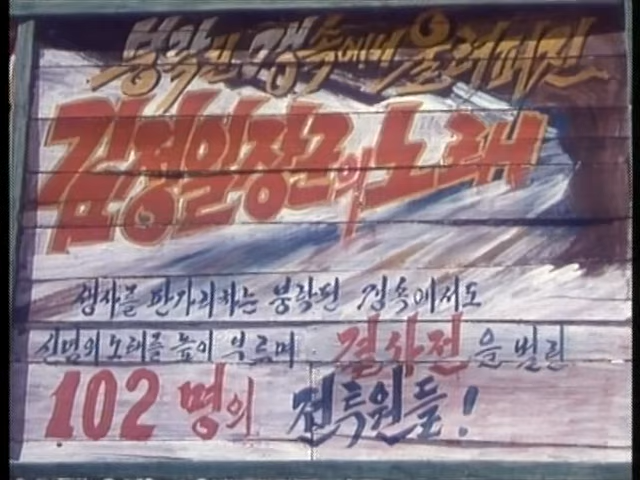 붕락된 갱속에서 울려퍼진
김정일장군의 노래
생사를 판가리하는 붕락된 갱속에서도
신념의 노래를 높이 부르며 결사전을 벌린
102 명의 전투원들!